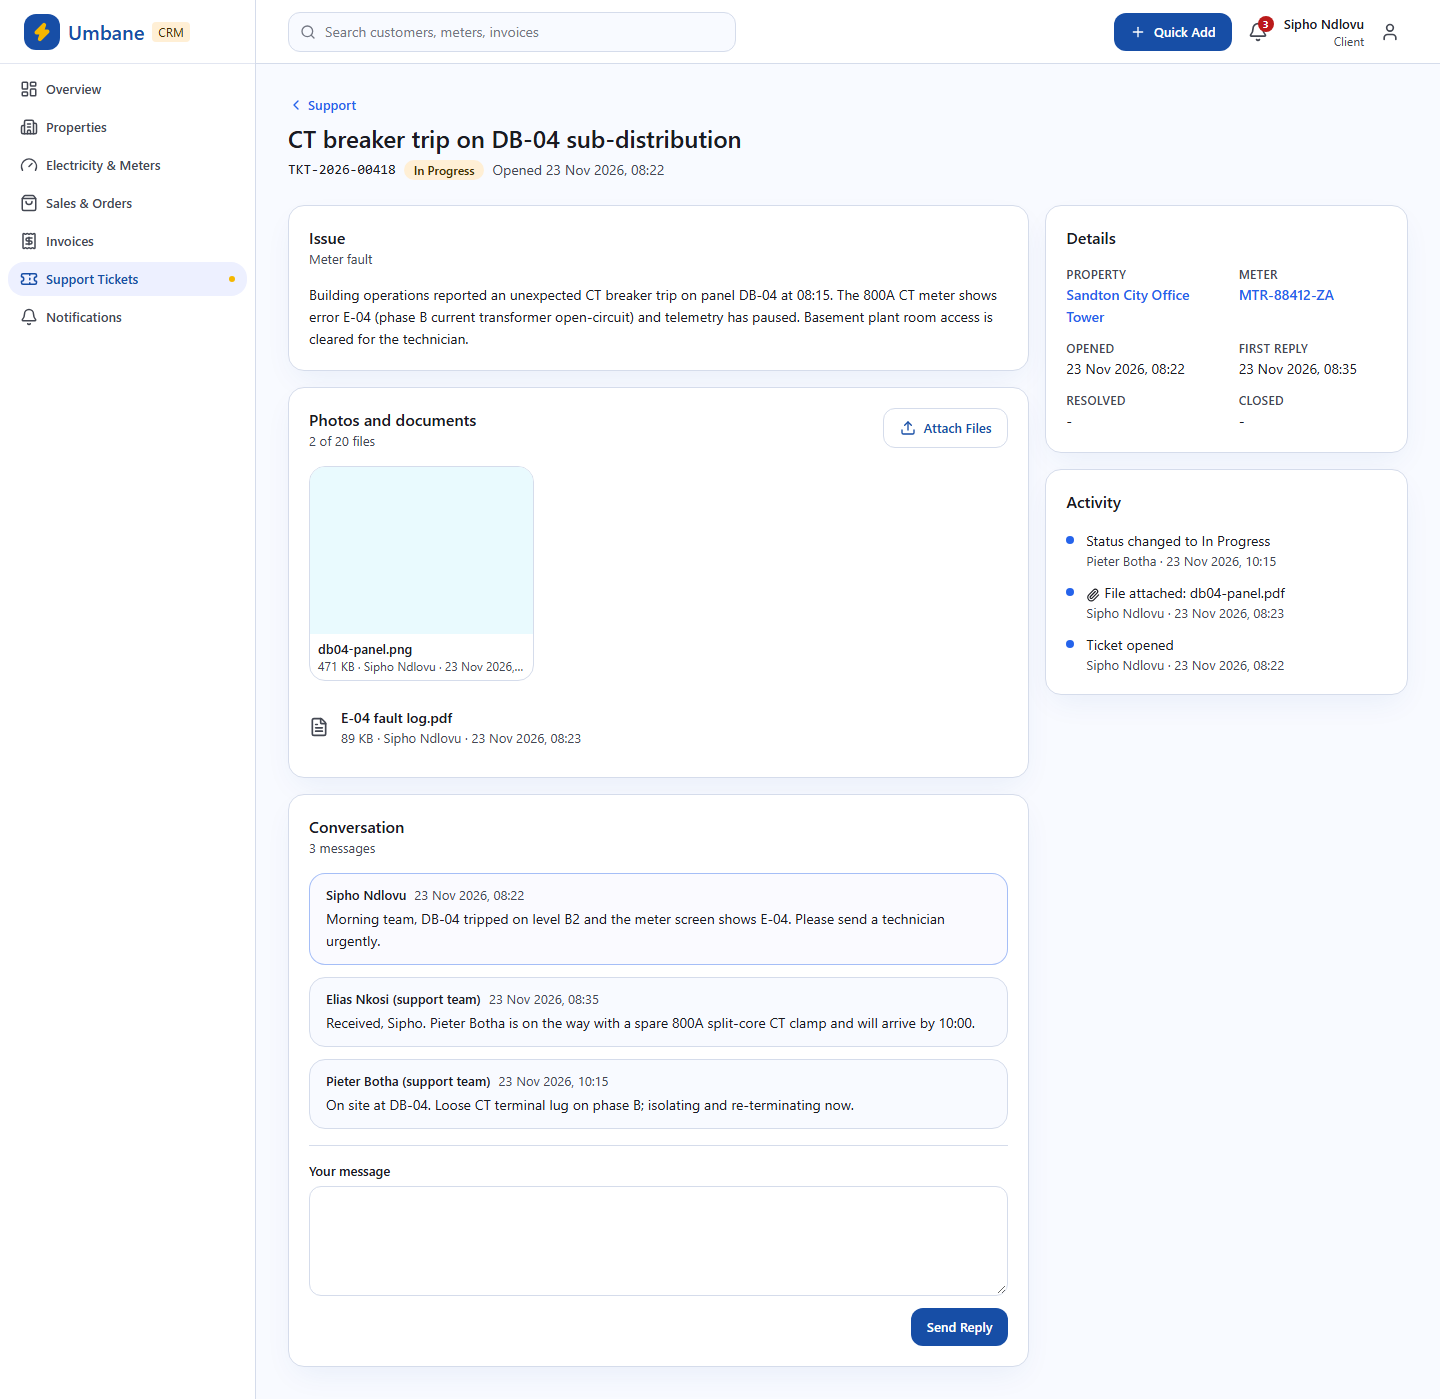 Umbane CRM
Search customers, meters, invoices
Quick Add
3
Sipho Ndlovu
Client
Overview
Properties
Electricity & Meters
Sales & Orders
Invoices
Support Tickets
Notifications
Support
CT breaker trip on DB-04 sub-distribution
TKT-2026-00418 In Progress Opened 23 Nov 2026, 08:22
Issue
Meter fault
Building operations reported an unexpected CT breaker trip on panel DB-04 at 08:15. The 800A CT meter shows
error E-04 (phase B current transformer open-circuit) and telemetry has paused. Basement plant room access is
cleared for the technician.
Photos and documents
2 of 20 files
Attach Files
db04-panel.png
471 KB · Sipho Ndlovu · 23 Nov 2026,...
E-04 fault log.pdf
89 KB · Sipho Ndlovu · 23 Nov 2026, 08:23
Conversation
3 messages
Sipho Ndlovu 23 Nov 2026, 08:22
Morning team, DB-04 tripped on level B2 and the meter screen shows E-04. Please send a technician
urgently.
Elias Nkosi (support team) 23 Nov 2026, 08:35
Received, Sipho. Pieter Botha is on the way with a spare 800A split-core CT clamp and will arrive by 10:00.
Pieter Botha (support team) 23 Nov 2026, 10:15
On site at DB-04. Loose CT terminal lug on phase B; isolating and re-terminating now.
Your message
Send Reply
Details
PROPERTY
Sandton City Office
Tower
METER
MTR-88412-ZA
OPENED
23 Nov 2026, 08:22
FIRST REPLY
23 Nov 2026, 08:35
RESOLVED
-
CLOSED
-
Activity
Status changed to In Progress
Pieter Botha · 23 Nov 2026, 10:15
File attached: db04-panel.pdf
Sipho Ndlovu · 23 Nov 2026, 08:23
Ticket opened
Sipho Ndlovu · 23 Nov 2026, 08:22